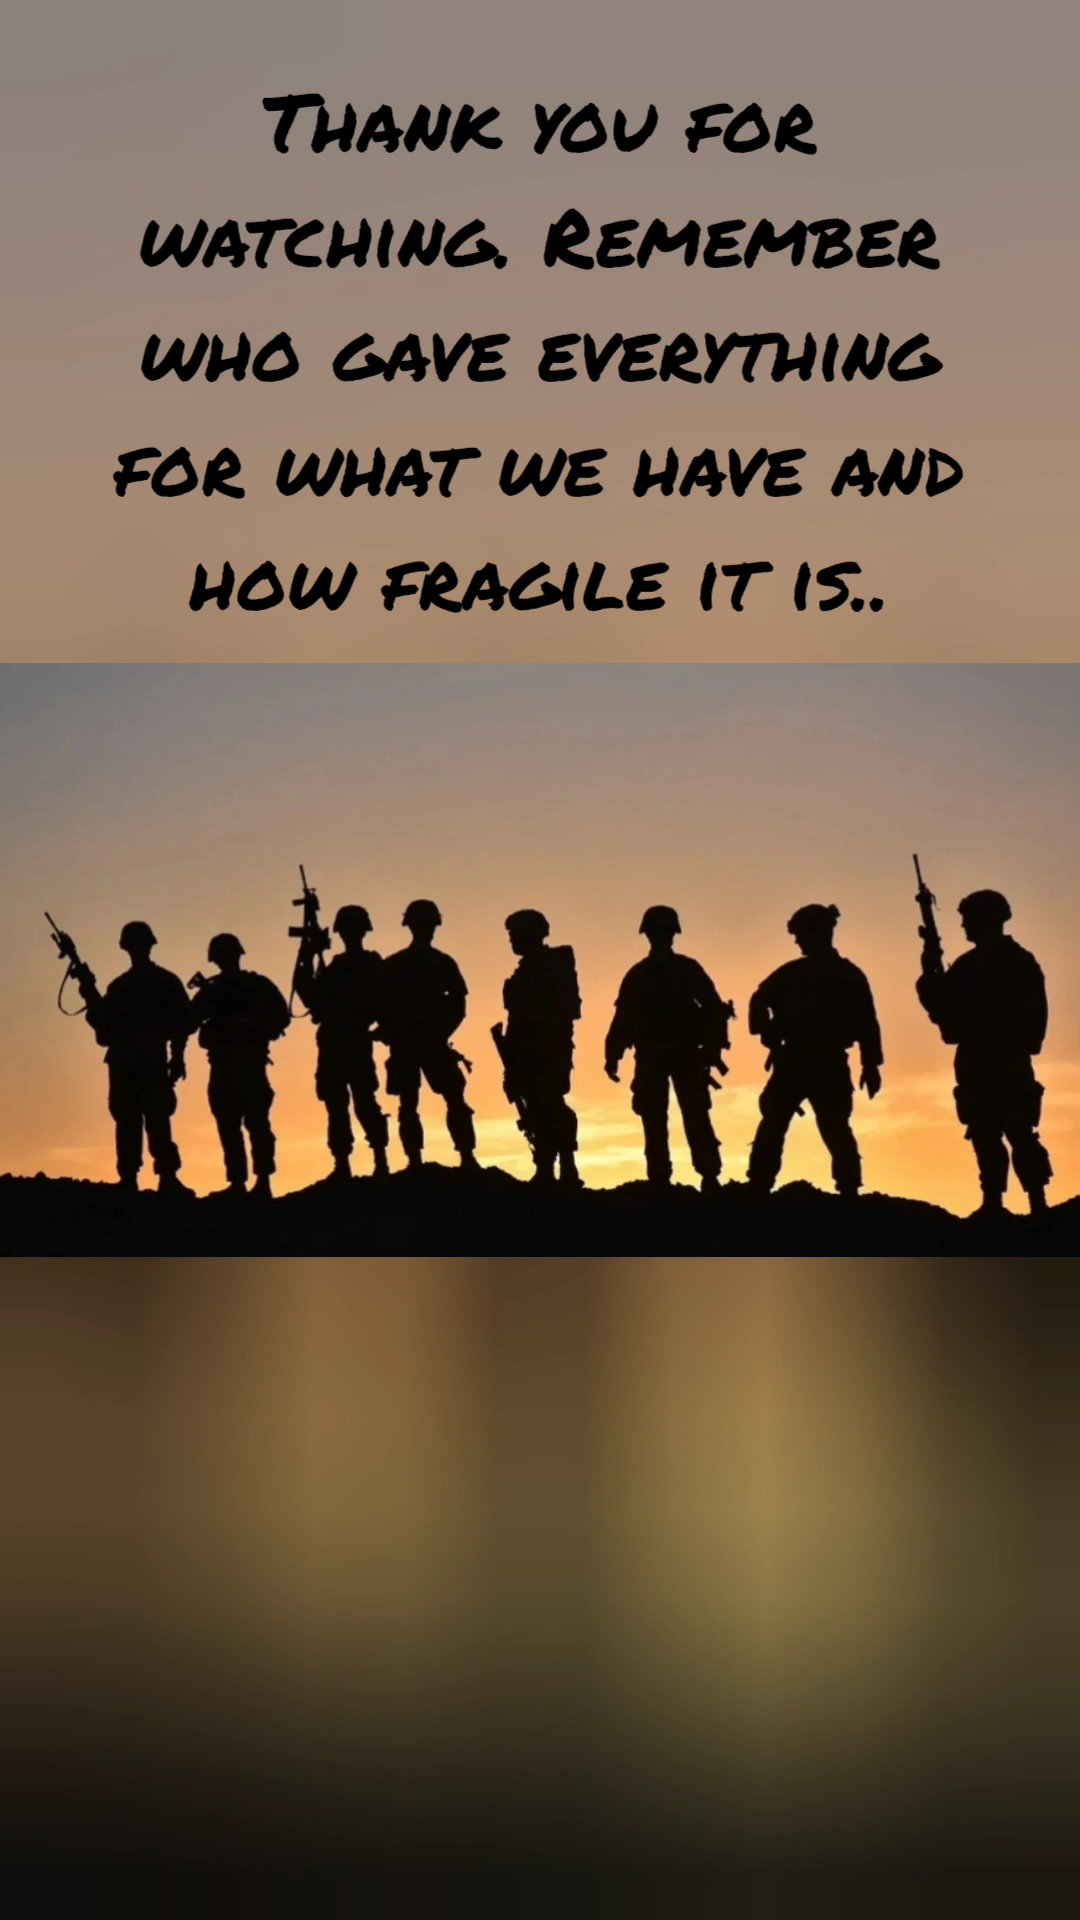 Thank you for
watching. Remember
who gave everything
for what we have and
how fragile it is..